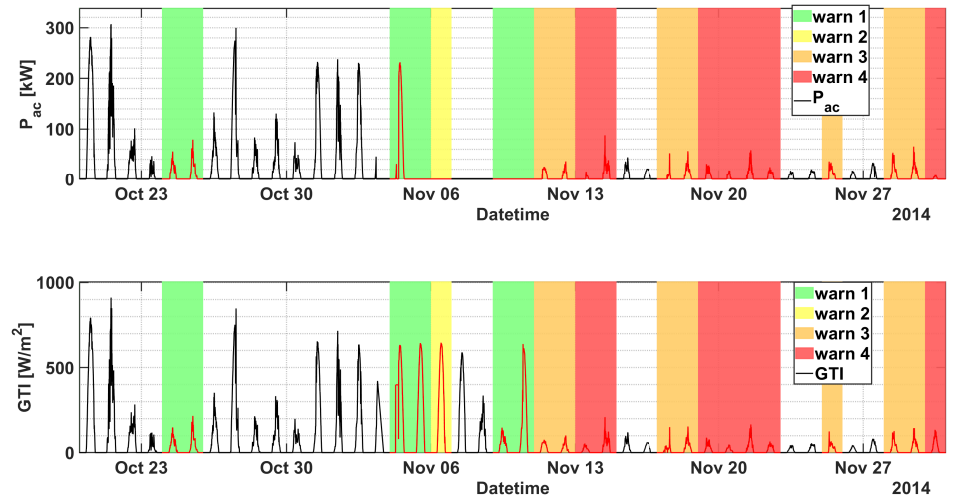 300
200
100
0
P_ac [kW]
warn 1
warn 2
warn 3
warn 4
P_ac
Oct 23
Oct 30
Nov 06
Nov 13
Nov 20
Nov 27
Datetime
2014
1000
500
0
GTI [W/m²]
warn 1
warn 2
warn 3
warn 4
GTI
Oct 23
Oct 30
Nov 06
Nov 13
Nov 20
Nov 27
Datetime
2014